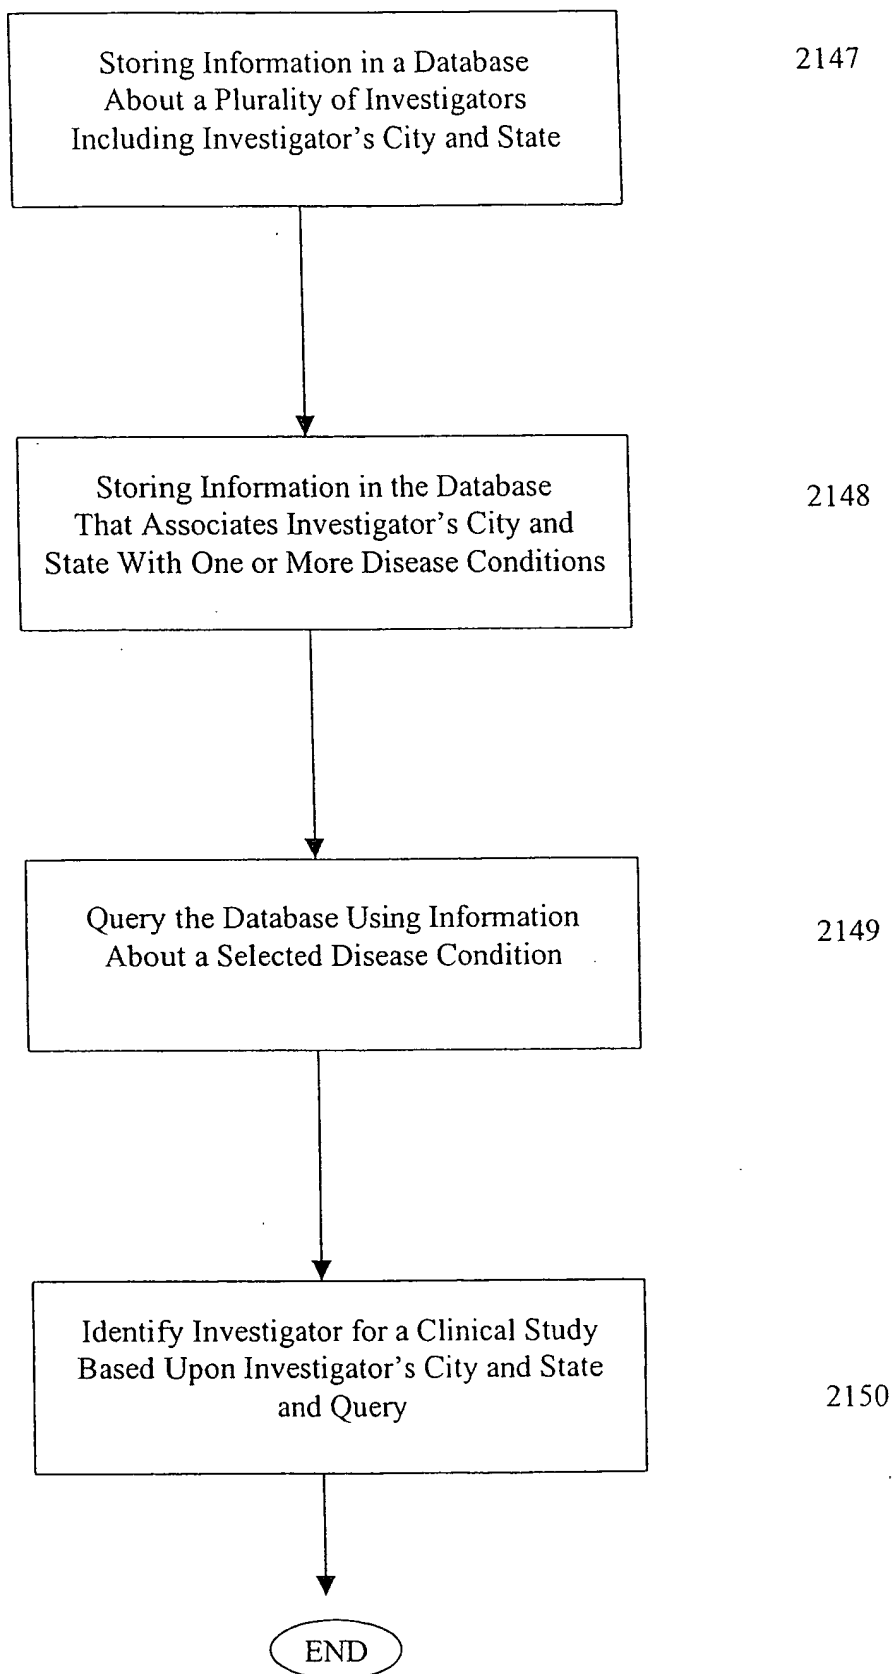 Storing Information in a Database
About a Plurality of Investigators
Including Investigator's City and State
2147
Storing Information in the Database
That Associates Investigator's City and
State With One or More Disease Conditions
2148
Query the Database Using Information
About a Selected Disease Condition
2149
Identify Investigator for a Clinical Study
Based Upon Investigator's City and State
and Query
2150
END